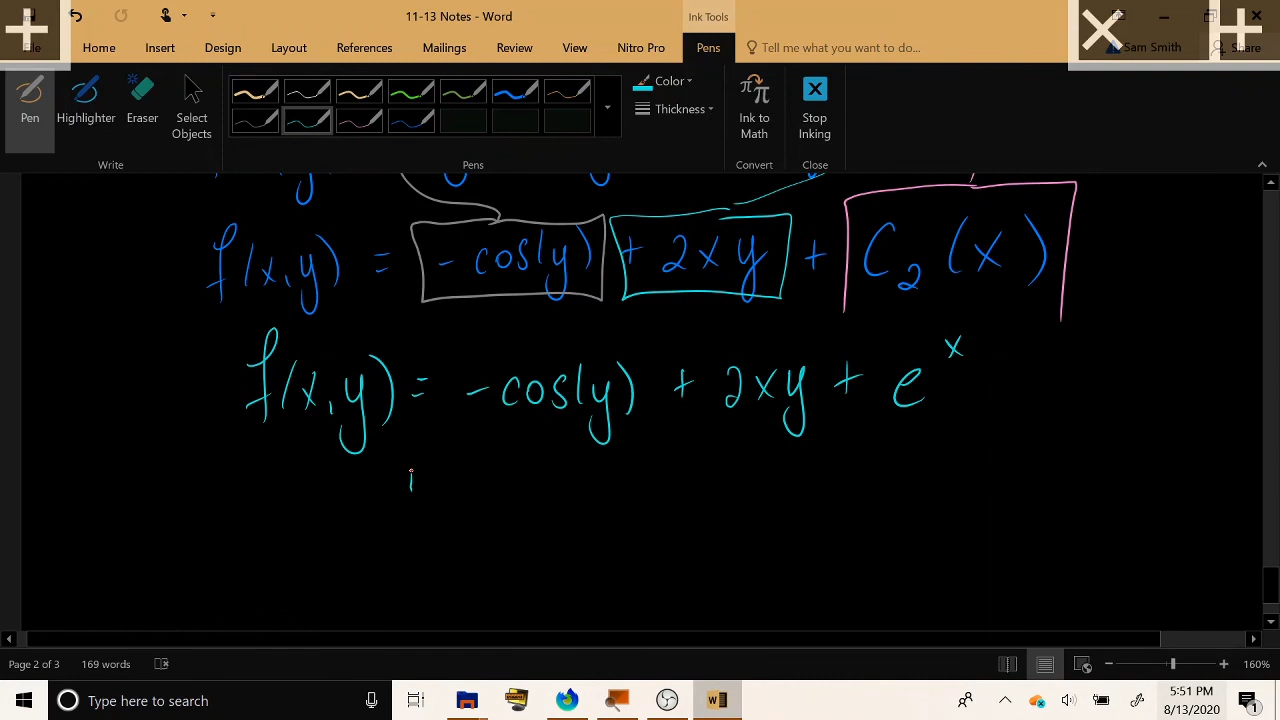 11-13 Notes - Word
Ink Tools
File Home Insert Design Layout References Mailings Review View Nitro Pro Pens Tell me what you want to do... Sam Smith Share
Pen Highlighter Eraser Select Objects
Color
Thickness
Ink to Math
Stop Inking
Write Pens Convert Close
f(x,y) = - cos(y) + 2xy + C₂(x)
f(x,y) = - cos(y) + 2xy + eˣ
Page 2 of 3 169 words 160%
Type here to search
5:51 PM
8/13/2020
1